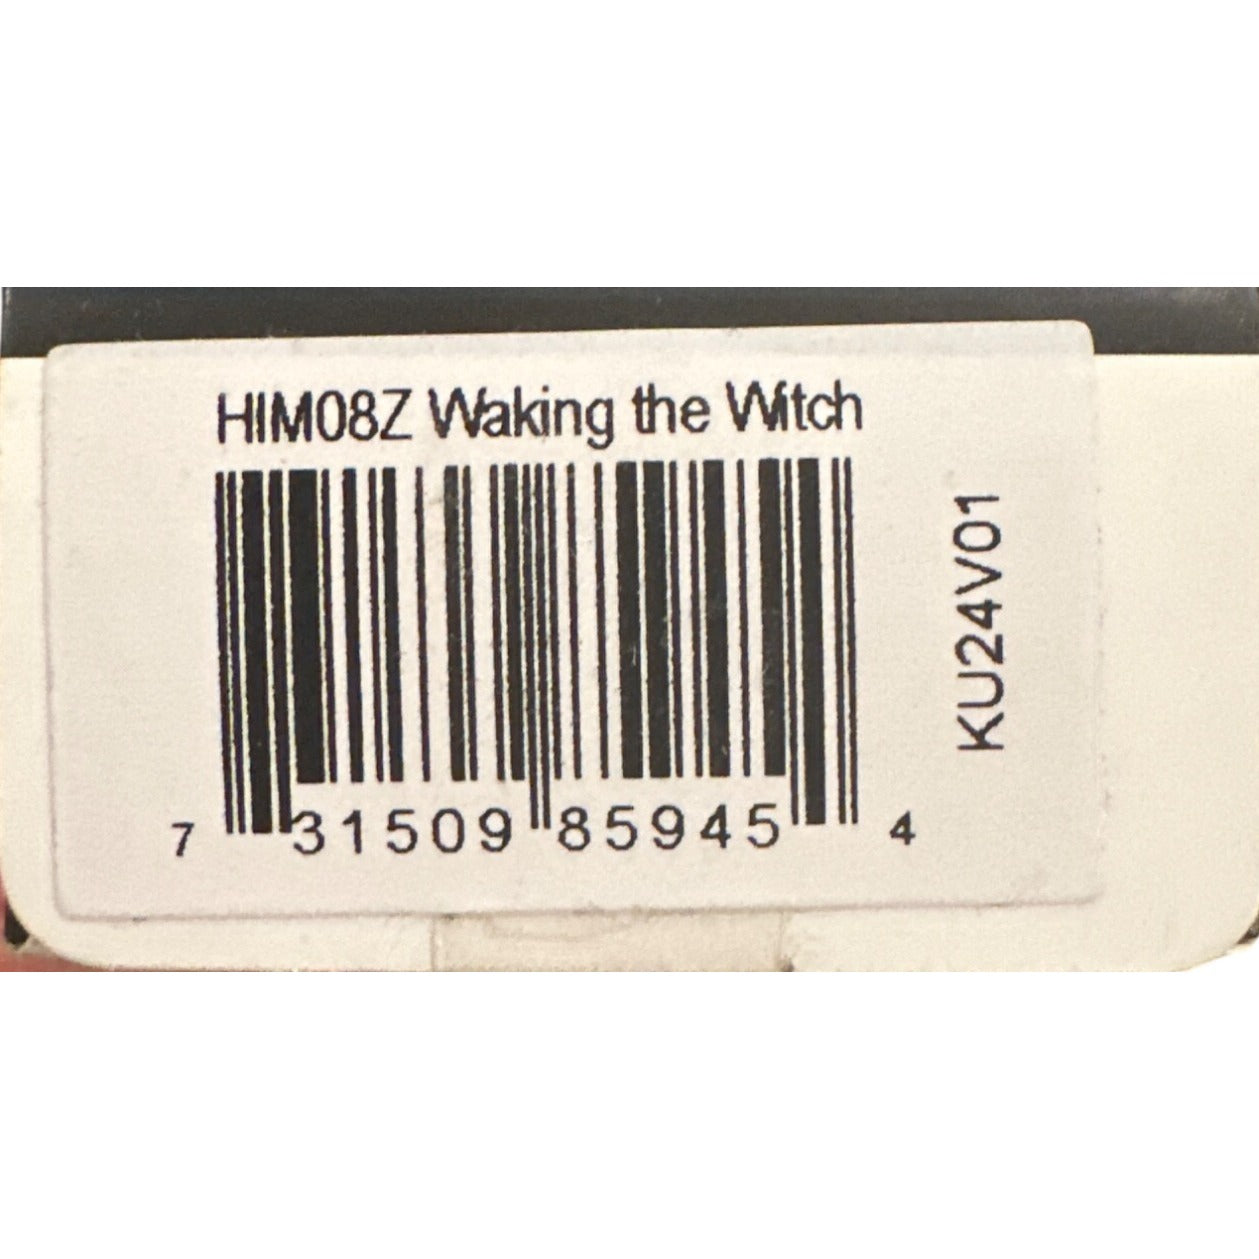 HIM08Z Waking the Witch
7 31509 85945 4
KU24V01